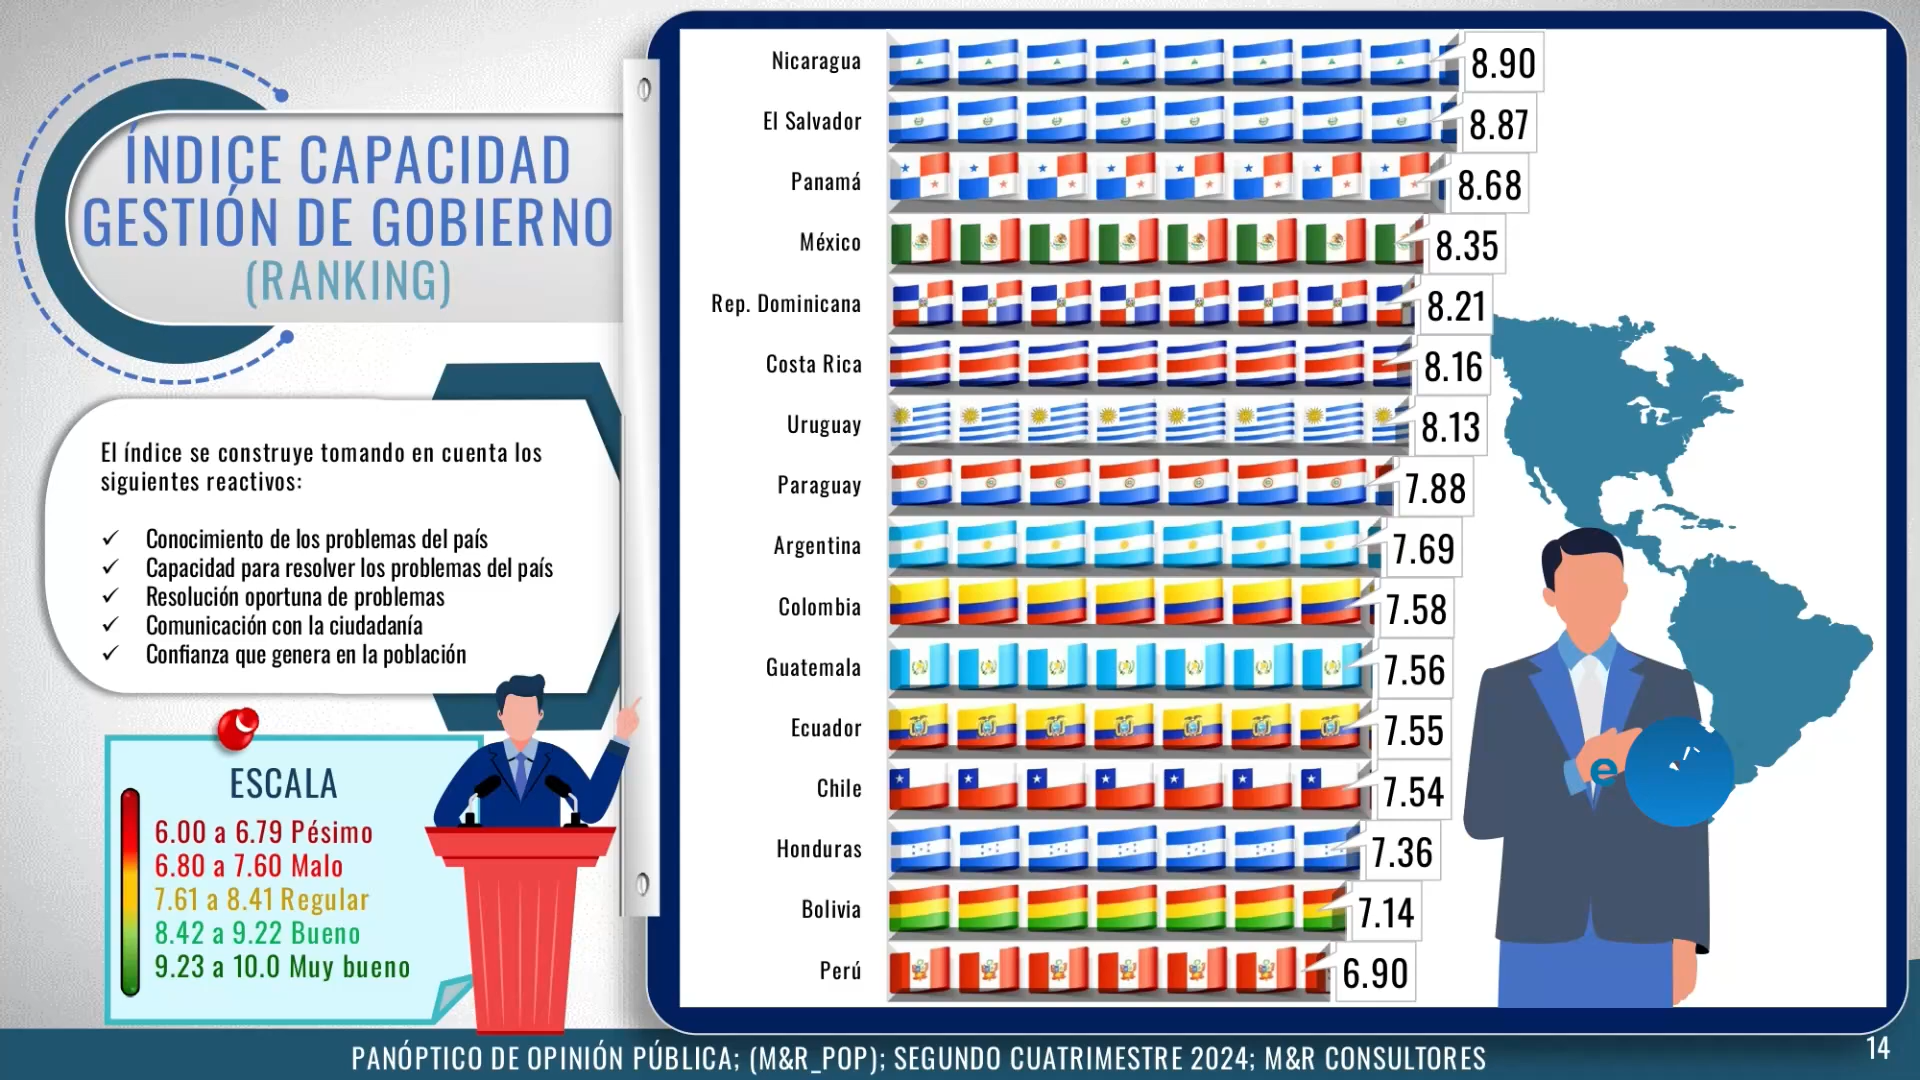 ÍNDICE CAPACIDAD
GESTIÓN DE GOBIERNO
(RANKING)
El índice se construye tomando en cuenta los
siguientes reactivos:
✓ Conocimiento de los problemas del país
✓ Capacidad para resolver los problemas del país
✓ Resolución oportuna de problemas
✓ Comunicación con la ciudadanía
✓ Confianza que genera en la población
ESCALA
6.00 a 6.79 Pésimo
6.80 a 7.60 Malo
7.61 a 8.41 Regular
8.42 a 9.22 Bueno
9.23 a 10.0 Muy bueno
Nicaragua 8.90
El Salvador 8.87
Panamá 8.68
México 8.35
Rep. Dominicana 8.21
Costa Rica 8.16
Uruguay 8.13
Paraguay 7.88
Argentina 7.69
Colombia 7.58
Guatemala 7.56
Ecuador 7.55
Chile 7.54
Honduras 7.36
Bolivia 7.14
Perú 6.90
e
PANÓPTICO DE OPINIÓN PÚBLICA; (M&R_POP); SEGUNDO CUATRIMESTRE 2024; M&R CONSULTORES
14